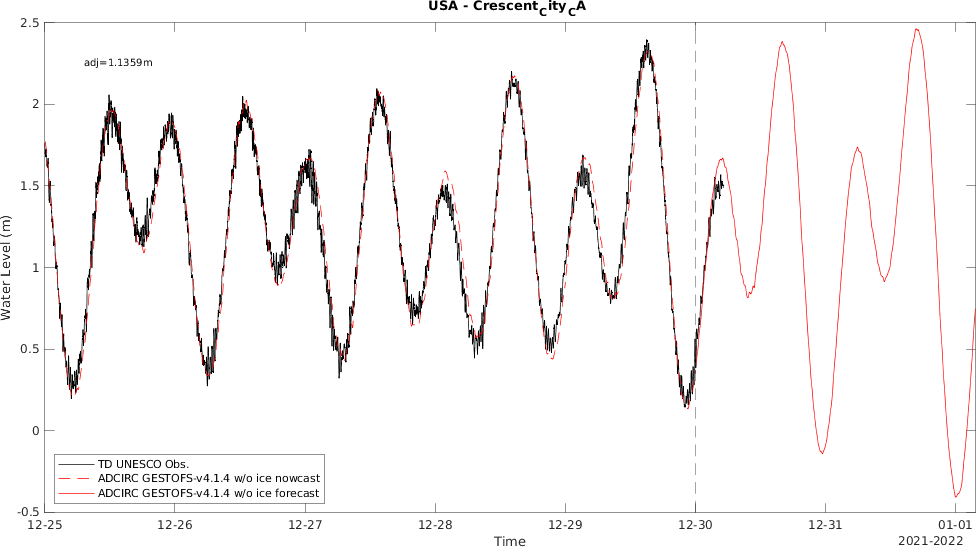 USA - CrescentCityCA
adj=1.1359m
2.5
2
1.5
1
0.5
0
-0.5
Water Level (m)
TD UNESCO Obs.
ADCIRC GESTOFS-v4.1.4 w/o ice nowcast
ADCIRC GESTOFS-v4.1.4 w/o ice forecast
12-25 12-26 12-27 12-28 12-29 12-30 12-31 01-01
Time
2021-2022